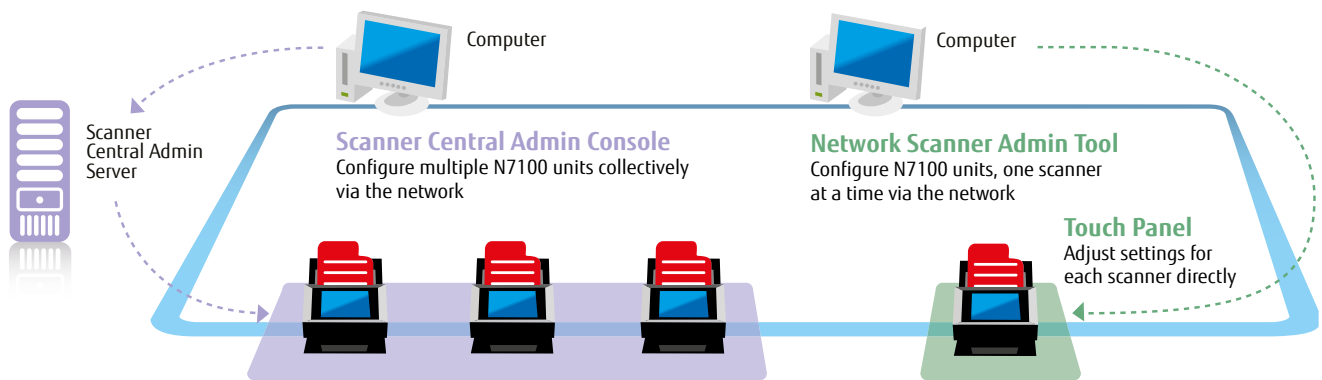 Computer
Computer
Scanner
Central Admin
Server
Scanner Central Admin Console
Configure multiple N7100 units collectively
via the network
Network Scanner Admin Tool
Configure N7100 units, one scanner
at a time via the network
Touch Panel
Adjust settings for
each scanner directly